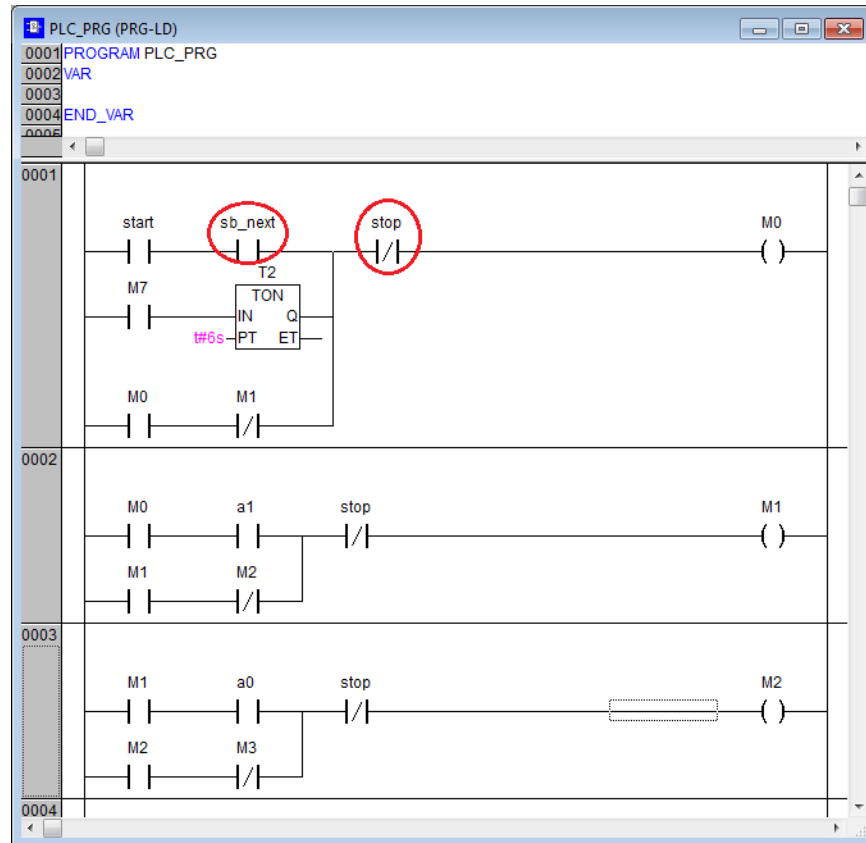 PLC_PRG (PRG-LD)
0001 PROGRAM PLC_PRG
0002 VAR
0003
0004 END_VAR
0005
0001
start sb_next stop M0
T2
M7 TON
IN Q
t#6s PT ET
M0 M1
0002
M0 a1 stop M1
M1 M2
0003
M1 a0 stop M2
M2 M3
0004